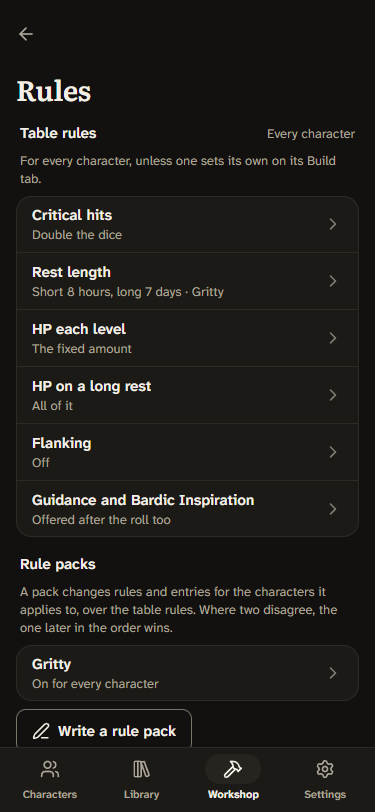 Rules
Table rules
Every character
For every character, unless one sets its own on its Build
tab.
Critical hits
Double the dice
Rest length
Short 8 hours, long 7 days · Gritty
HP each level
The fixed amount
HP on a long rest
All of it
Flanking
Off
Guidance and Bardic Inspiration
Offered after the roll too
Rule packs
A pack changes rules and entries for the characters it
applies to, over the table rules. Where two disagree, the
one later in the order wins.
Gritty
On for every character
Write a rule pack
Characters
Library
Workshop
Settings